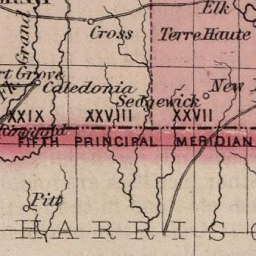 Elk
Grand
Cross
Terre Haute
rt Grove
Caledonia
Sedgewick
New
XXIX
XXVIII
XXVII
FIFTH PRINCIPAL MERIDIAN
Pitt
HARRIS